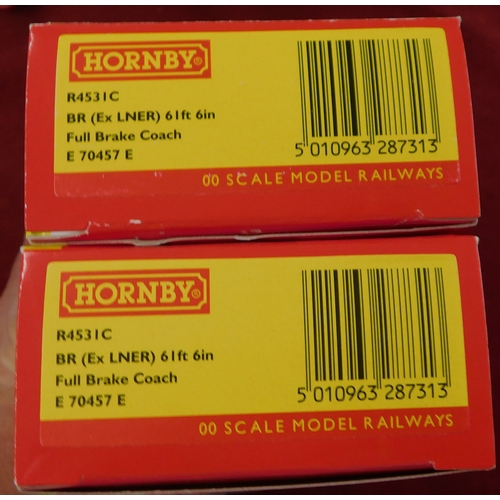 HORNBY®
R4531C
BR (Ex LNER) 61ft 6in
Full Brake Coach
E 70457 E
5 010963 287313
00 SCALE MODEL RAILWAYS
HORNBY®
R4531C
BR (Ex LNER) 61ft 6in
Full Brake Coach
E 70457 E
5 010963 287313
00 SCALE MODEL RAILWAYS